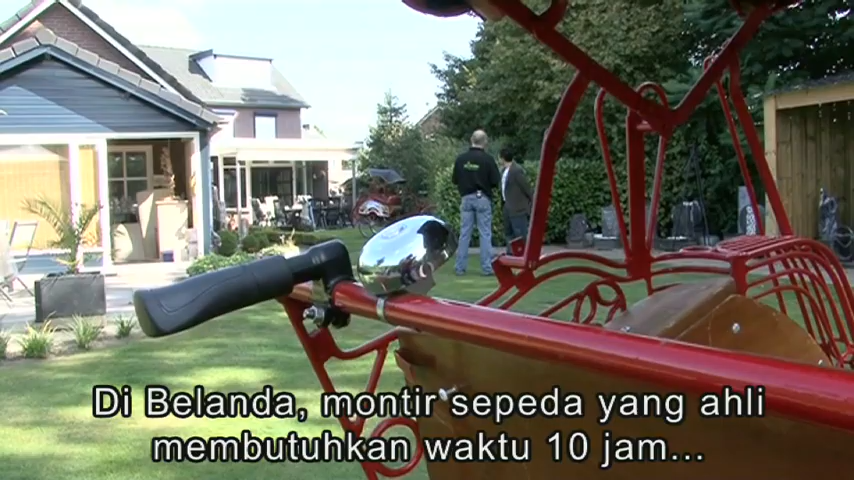 Di Belanda, montir sepeda yang ahli
membutuhkan waktu 10 jam...